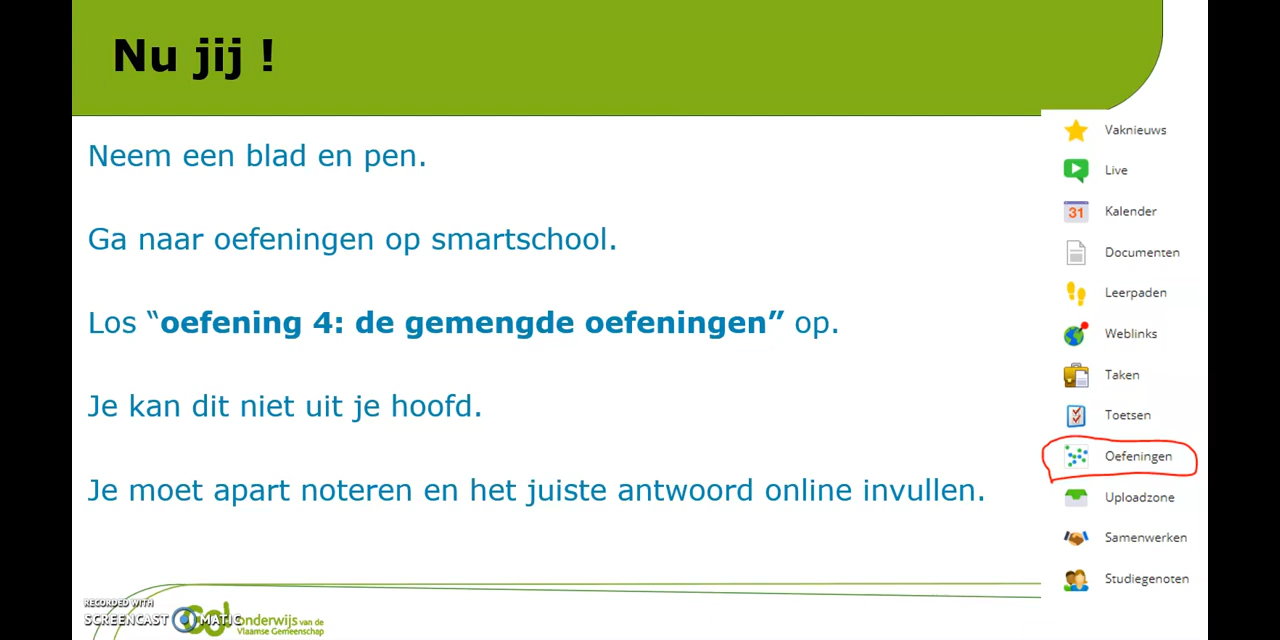 Nu jij !
Neem een blad en pen.
Ga naar oefeningen op smartschool.
Los “oefening 4: de gemengde oefeningen” op.
Je kan dit niet uit je hoofd.
Je moet apart noteren en het juiste antwoord online invullen.
Vaknieuws
Live
31
Kalender
Documenten
Leerpaden
Weblinks
Taken
Toetsen
Oefeningen
Uploadzone
Samenwerken
Studiegenoten
RECORDED WITH
SCREENCAST MATIC
GO! onderwijs van de
Vlaamse Gemeenschap